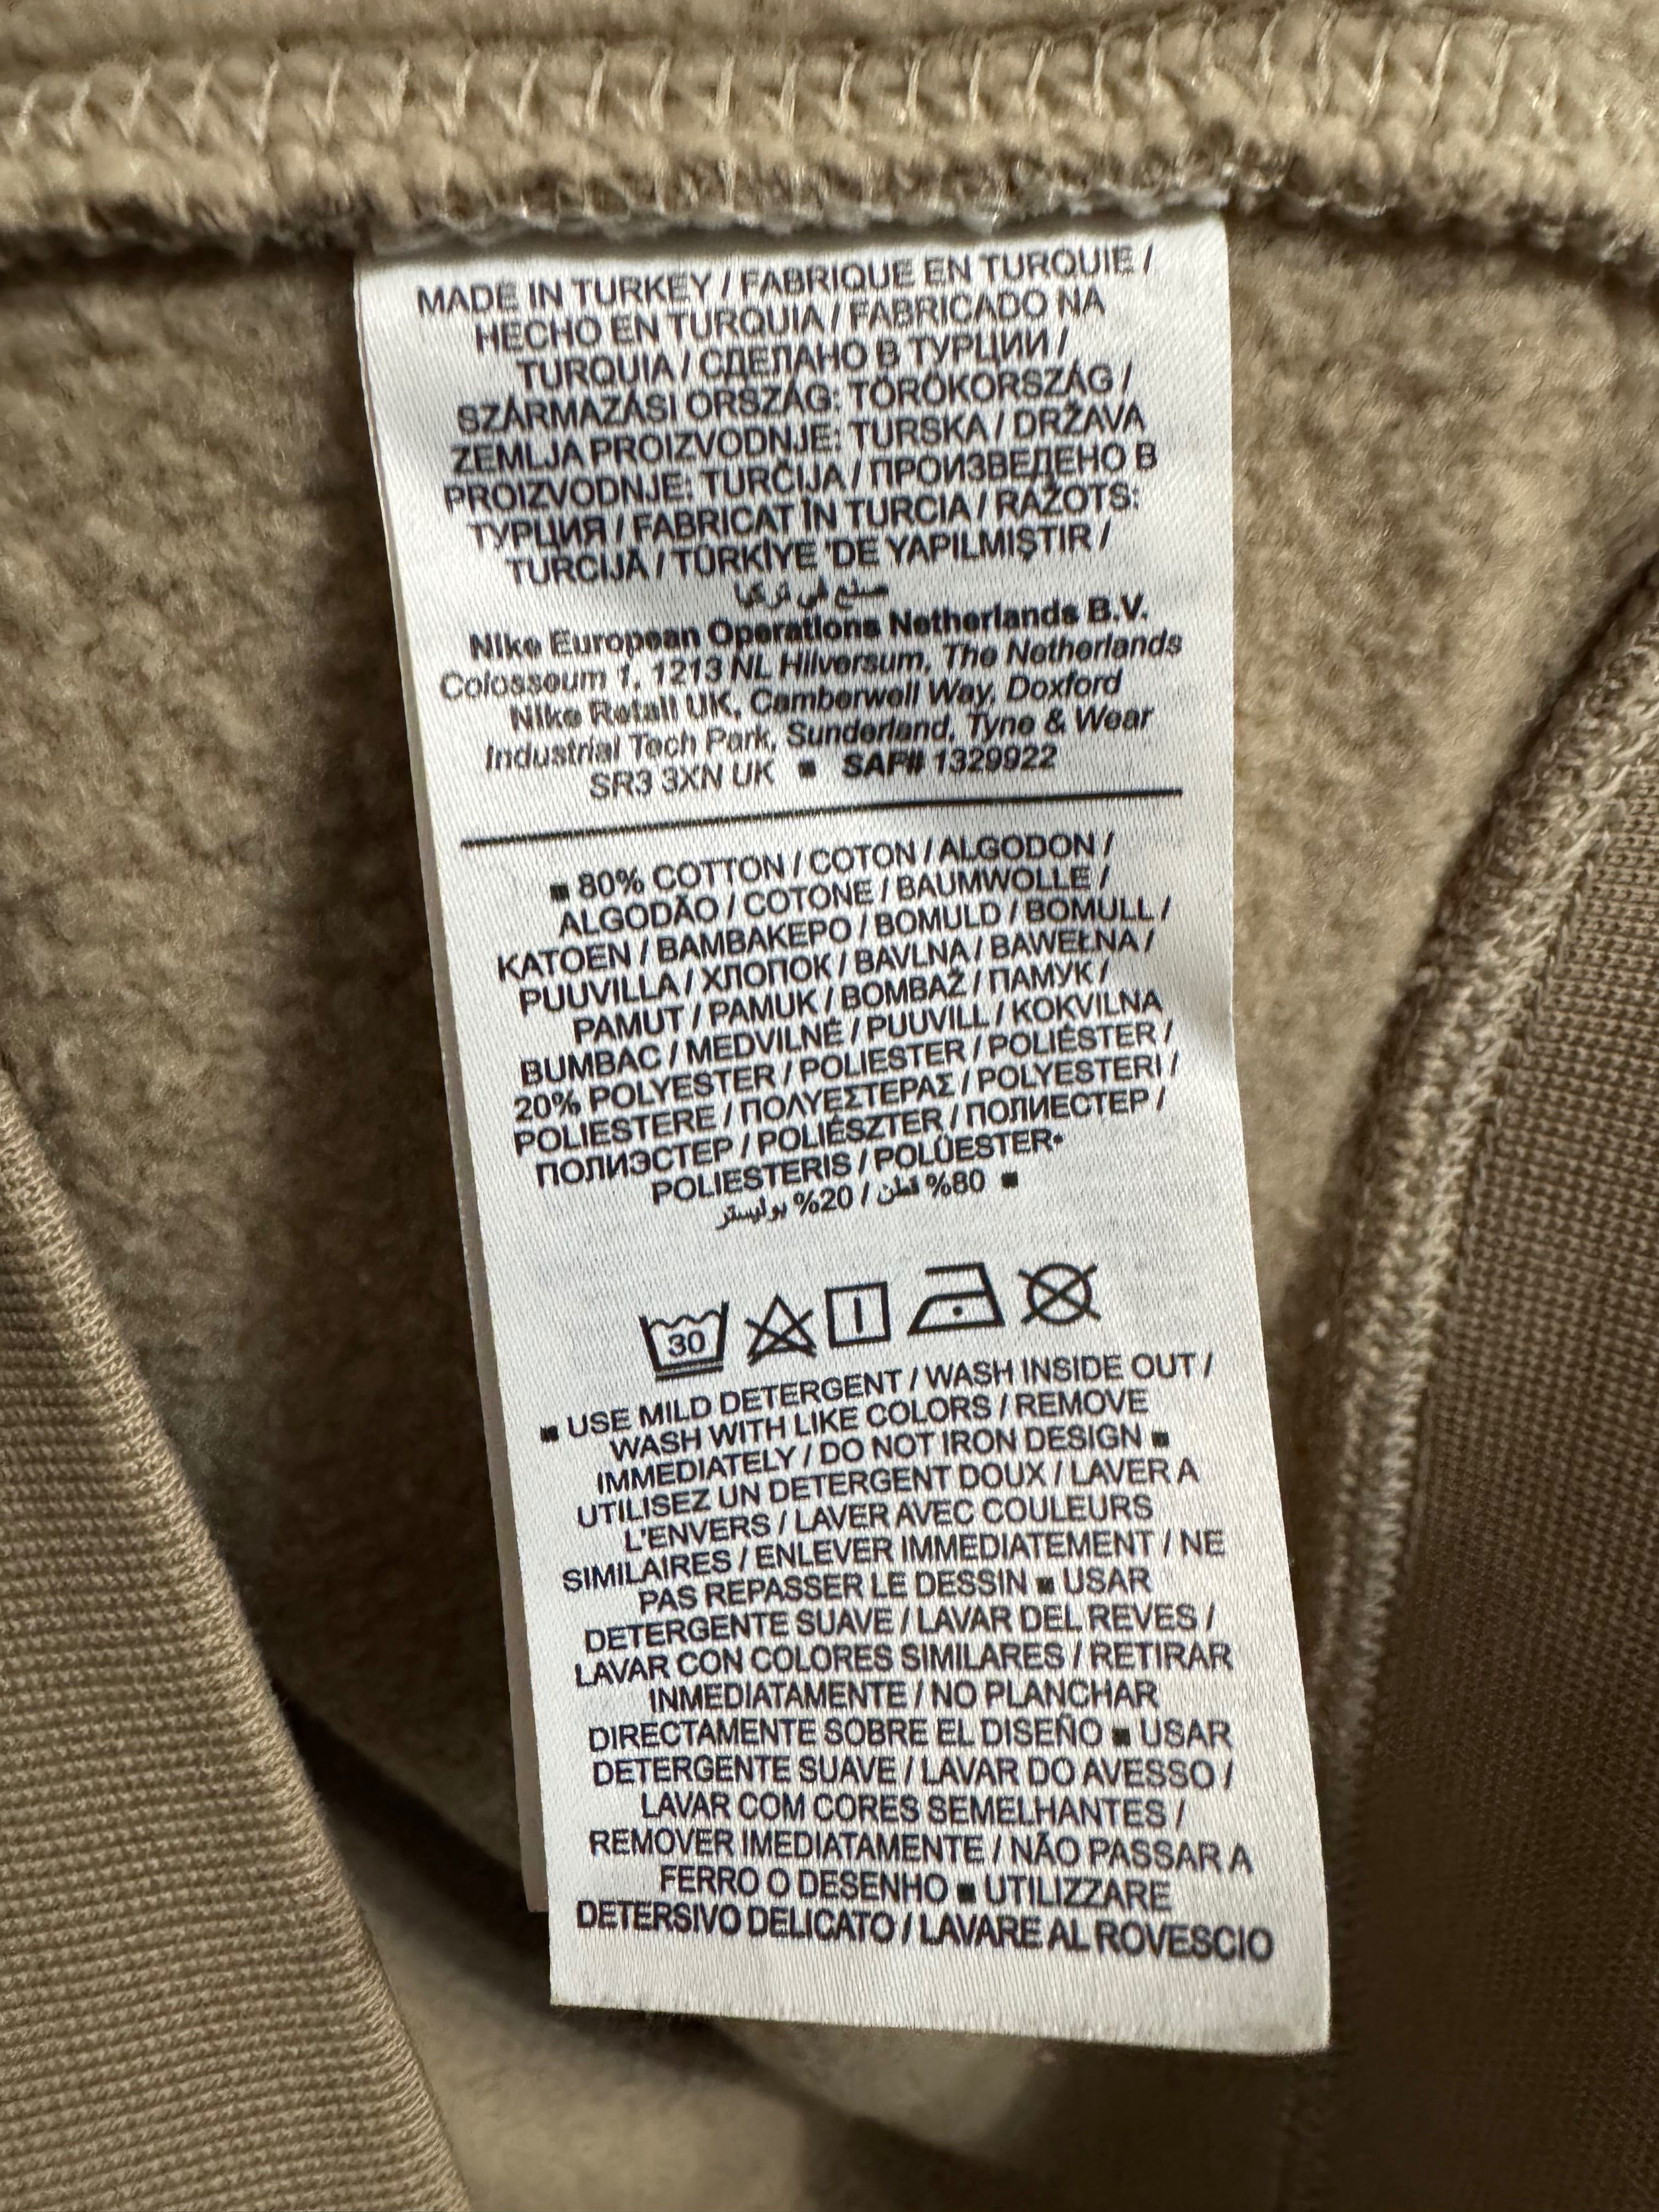 MADE IN TURKEY / FABRIQUE EN TURQUIE /
HECHO EN TURQUIA / FABRICADO NA
TURQUIA / СДЕЛАНО В ТУРЦИИ /
SZÁRMAZÁSI ORSZÁG: TÖRÖKORSZÁG /
ZEMLJA PROIZVODNJE: TURSKA / DRŽAVA
PROIZVODNJE: TURČIJA / ПРОИЗВЕДЕНО В
ТУРЦИЯ / FABRICAT ÎN TURCIA / RAŽOTS:
TURCIJĀ / TÜRKİYE 'DE YAPILMIŞTIR /
صنع في تركيا
Nike European Operations Netherlands B.V.
Colosseum 1, 1213 NL Hilversum, The Netherlands
Nike Retail UK, Camberwell Way, Doxford
Industrial Tech Park, Sunderland, Tyne & Wear
SR3 3XN UK ■ SAF# 1329922
■ 80% COTTON / COTON / ALGODON /
ALGODÃO / COTONE / BAUMWOLLE /
KATOEN / ΒΑΜΒΑΚΕΡΟ / BOMULD / BOMULL /
PUUVILLA / ХЛОПОК / BAVLNA / BAWEŁNA /
PAMUT / PAMUK / BOMBAŽ / ПАМУК /
BUMBAC / MEDVILNĖ / PUUVILL / KOKVILNA
20% POLYESTER / POLIESTER / POLIÉSTER /
POLIESTERE / ΠΟΛΥΕΣΤΕΡΑΣ / POLYESTERI /
ПОЛИЭСТЕР / POLIÉSZTER / ПОЛИЕСТЕР /
POLIESTERIS / POLÜESTER•
80% قطن / 20% بوليستر ■
30
■ USE MILD DETERGENT / WASH INSIDE OUT /
WASH WITH LIKE COLORS / REMOVE
IMMEDIATELY / DO NOT IRON DESIGN ■
UTILISEZ UN DETERGENT DOUX / LAVER A
L'ENVERS / LAVER AVEC COULEURS
SIMILAIRES / ENLEVER IMMEDIATEMENT / NE
PAS REPASSER LE DESSIN ■ USAR
DETERGENTE SUAVE / LAVAR DEL REVES /
LAVAR CON COLORES SIMILARES / RETIRAR
INMEDIATAMENTE / NO PLANCHAR
DIRECTAMENTE SOBRE EL DISEÑO ■ USAR
DETERGENTE SUAVE / LAVAR DO AVESSO /
LAVAR COM CORES SEMELHANTES /
REMOVER IMEDIATAMENTE / NÃO PASSAR A
FERRO O DESENHO ■ UTILIZZARE
DETERSIVO DELICATO / LAVARE AL ROVESCIO